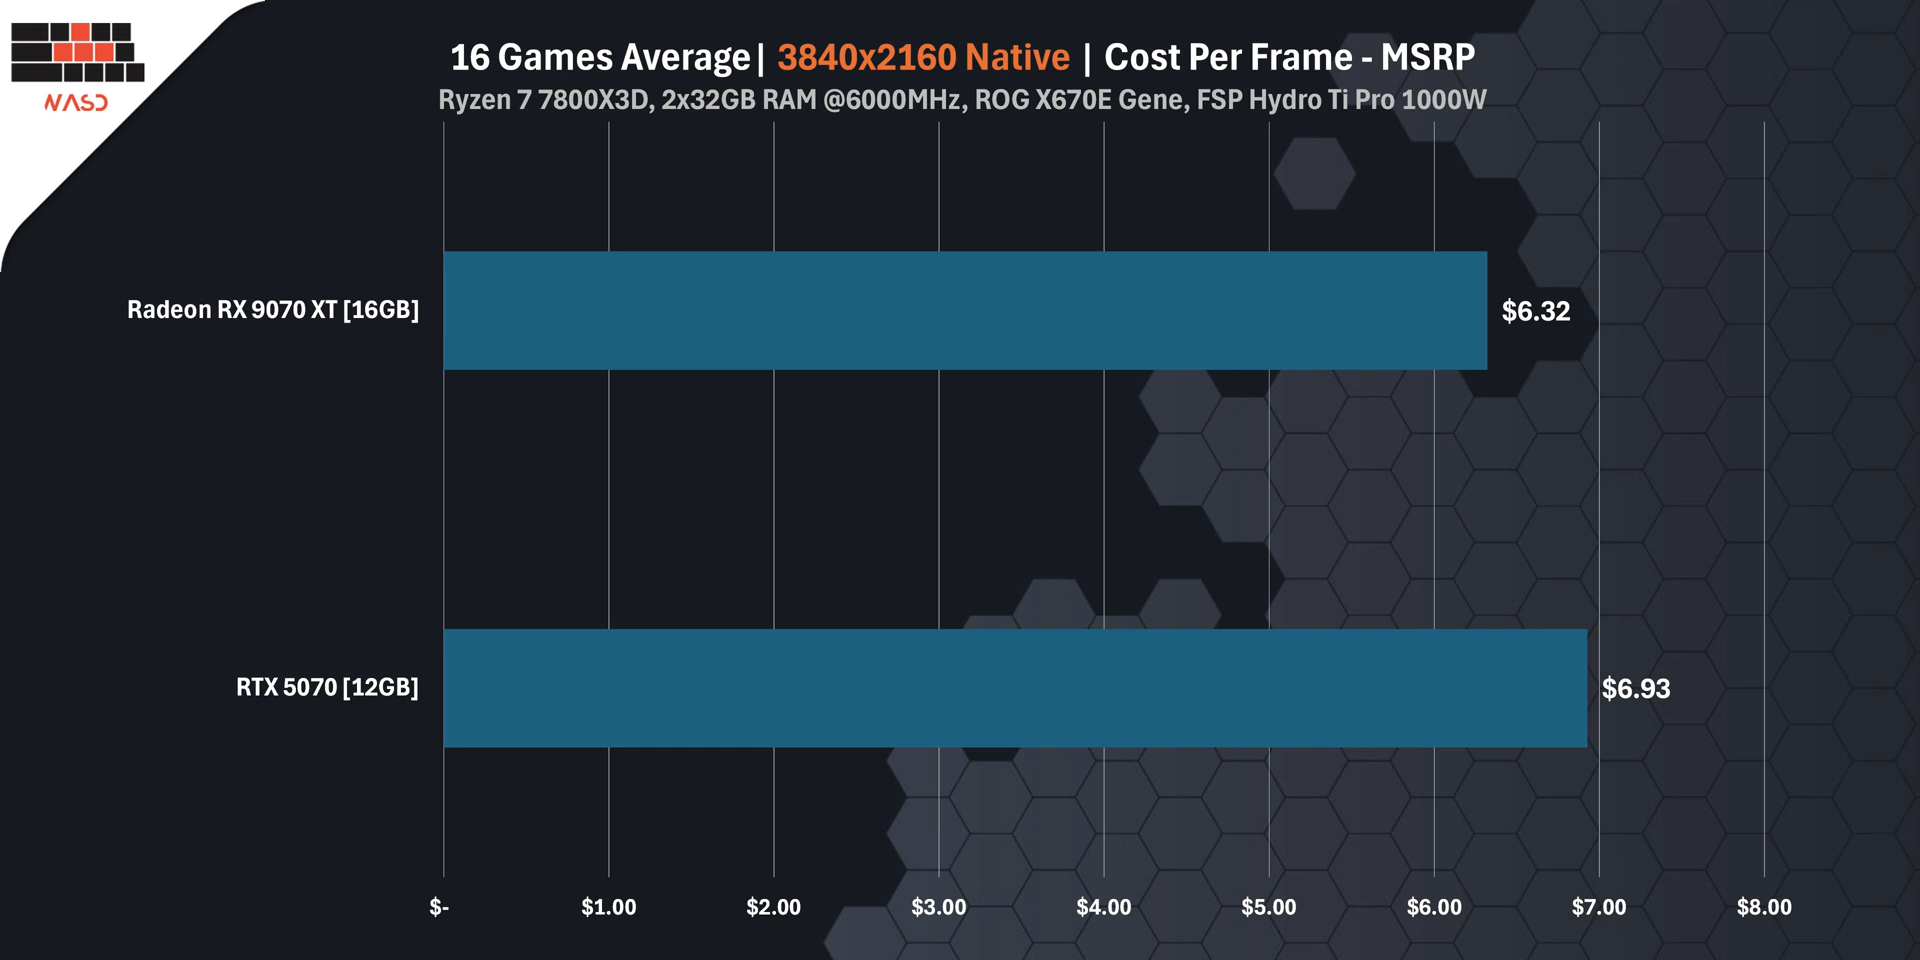 WASD
16 Games Average| 3840x2160 Native | Cost Per Frame - MSRP
Ryzen 7 7800X3D, 2x32GB RAM @6000MHz, ROG X670E Gene, FSP Hydro Ti Pro 1000W
Radeon RX 9070 XT [16GB]
$6.32
RTX 5070 [12GB]
$6.93
$- $1.00 $2.00 $3.00 $4.00 $5.00 $6.00 $7.00 $8.00